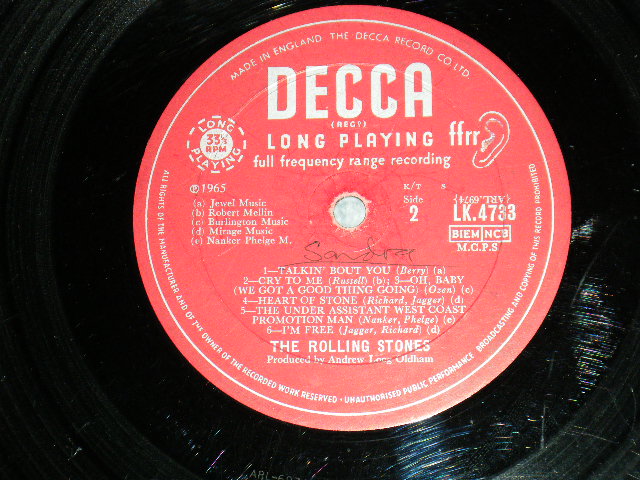 MADE IN ENGLAND THE DECCA RECORD CO LTD.
DECCA
(REGD)
LONG PLAYING ffrr
full frequency range recording
LONG 33⅓ RPM PLAYING
℗1965
(a) Jewel Music
(b) Robert Mellin
(c) Burlington Music
(d) Mirage Music
(e) Nanker Phelge M.
K/T S
Side 2
(ARL.6974)
LK.4733
BIEM NCB
M.C.P.S
Sandra
1—TALKIN' BOUT YOU (Berry) (a)
2—CRY TO ME (Russell) (b); 3—OH, BABY
(WE GOT A GOOD THING GOING) (Ozen) (c)
4—HEART OF STONE (Richard, Jagger) (d)
5—THE UNDER ASSISTANT WEST COAST
PROMOTION MAN (Nanker, Phelge) (e)
6—I'M FREE (Jagger, Richard) (d)
THE ROLLING STONES
Produced by Andrew Loog Oldham
ALL RIGHTS OF THE MANUFACTURER AND OF THE OWNER OF THE RECORDED WORK RESERVED · UNAUTHORISED PUBLIC PERFORMANCE BROADCASTING AND COPYING OF THIS RECORD PROHIBITED